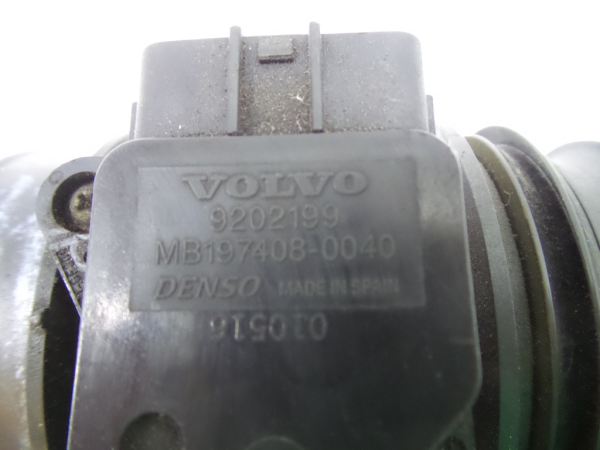 VOLVO
9202199
MB197408-0040
DENSO MADE IN SPAIN
010516